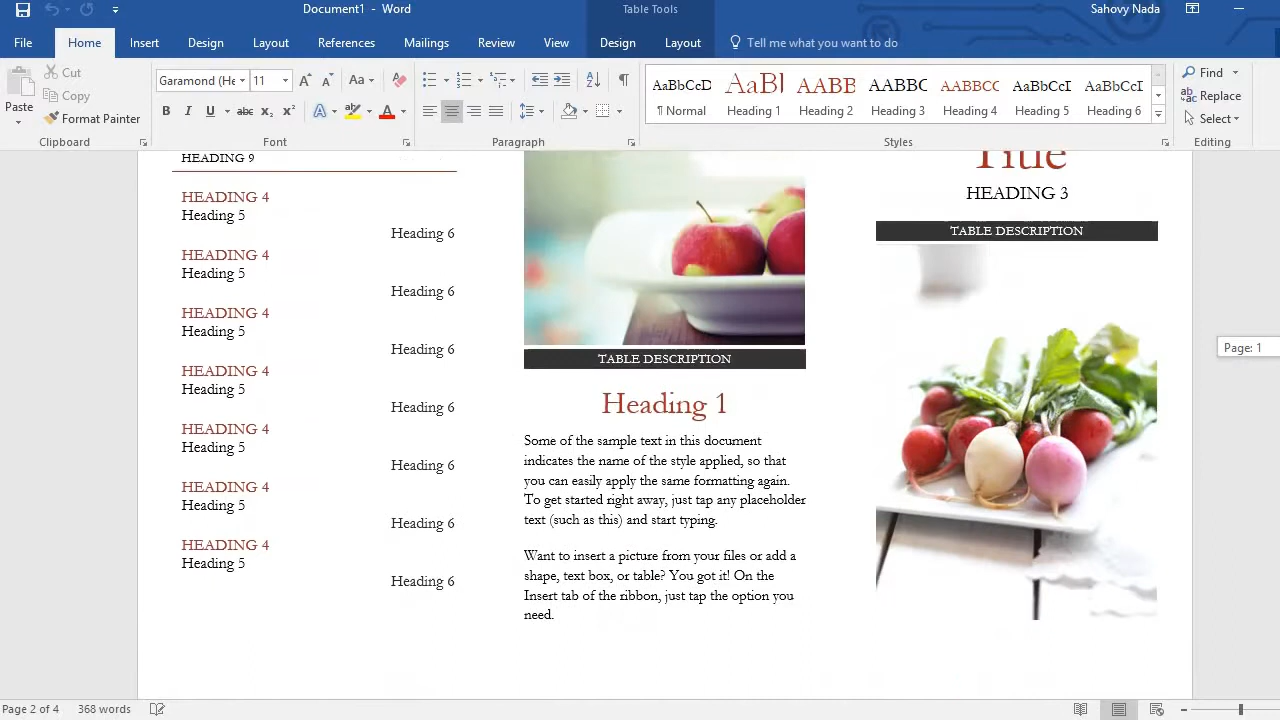 Document1 - Word
Table Tools
Sahovy Nada
File Home Insert Design Layout References Mailings Review View Design Layout Tell me what you want to do
Paste
Cut
Copy
Format Painter
Clipboard
Garamond (He 11
Aa
B I U abc x₂ x² A A
Font
Paragraph
AaBbCcD AaBl AABB AABBC AABBCC AaBbCcI AaBbCcI
¶ Normal Heading 1 Heading 2 Heading 3 Heading 4 Heading 5 Heading 6
Styles
Find
Replace
Select
Editing
HEADING 9
HEADING 4
Heading 5
Heading 6
HEADING 4
Heading 5
Heading 6
HEADING 4
Heading 5
Heading 6
HEADING 4
Heading 5
Heading 6
HEADING 4
Heading 5
Heading 6
HEADING 4
Heading 5
Heading 6
HEADING 4
Heading 5
Heading 6
TABLE DESCRIPTION
Heading 1
Some of the sample text in this document
indicates the name of the style applied, so that
you can easily apply the same formatting again.
To get started right away, just tap any placeholder
text (such as this) and start typing.
Want to insert a picture from your files or add a
shape, text box, or table? You got it! On the
Insert tab of the ribbon, just tap the option you
need.
Title
HEADING 3
TABLE DESCRIPTION
Page: 1
Page 2 of 4 368 words